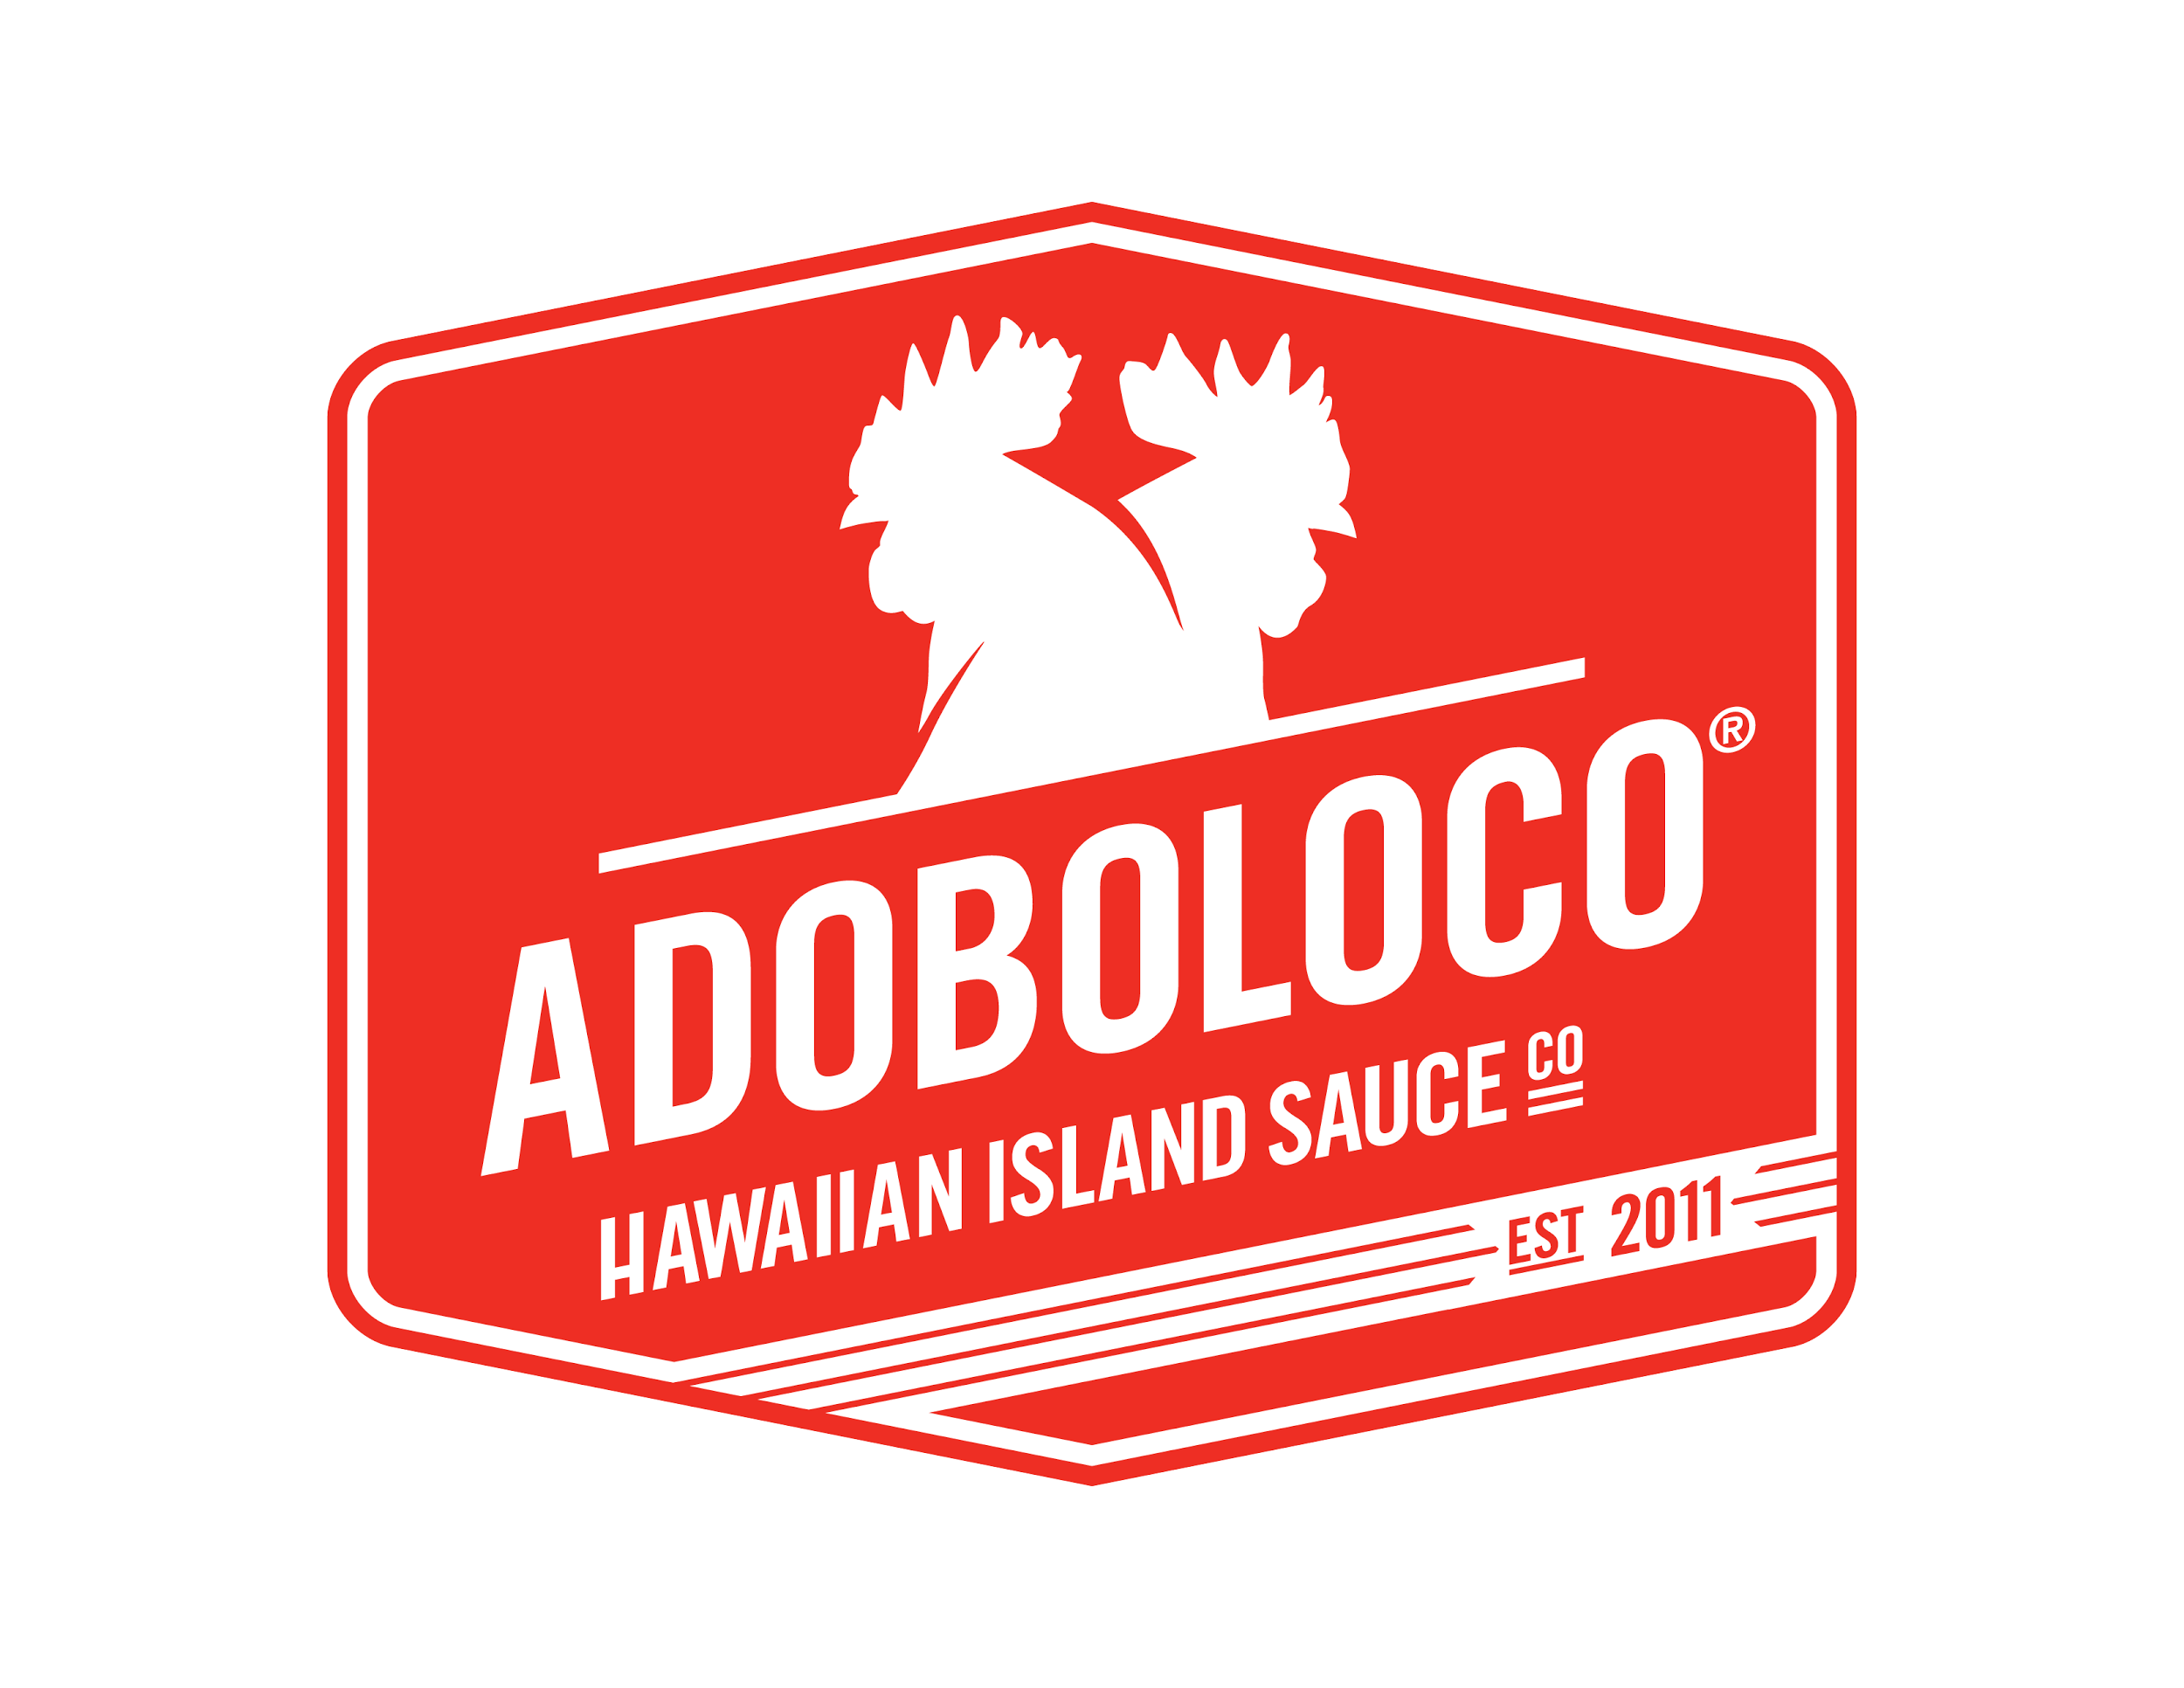 ADOBOLOCO®
HAWAIIAN ISLAND SAUCE CO
EST 2011